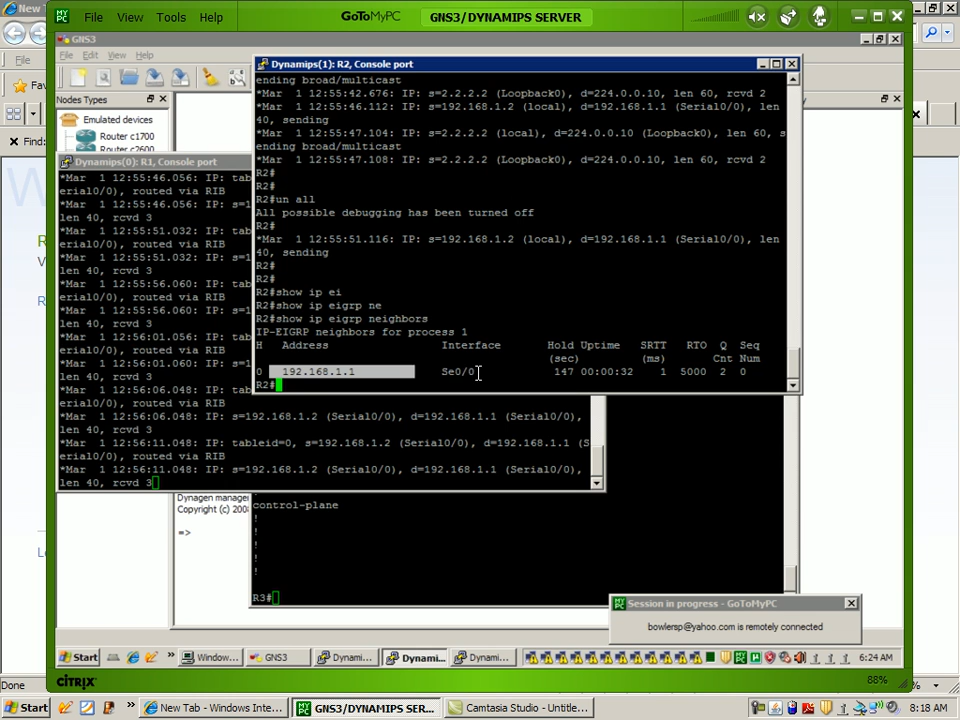 New T
File View Tools Help
GoToMyPC
GNS3/DYNAMIPS SERVER
GNS3
File Edit View Help
File
Fav
Find:
Nodes Types
Emulated devices
Router c1700
Router c2600
Dynamips(1): R2, Console port
ending broad/multicast
*Mar 1 12:55:42.676: IP: s=2.2.2.2 (Loopback0), d=224.0.0.10, len 60, rcvd 2
*Mar 1 12:55:46.112: IP: s=192.168.1.2 (local), d=192.168.1.1 (Serial0/0), len
40, sending
*Mar 1 12:55:47.104: IP: s=2.2.2.2 (local), d=224.0.0.10 (Loopback0), len 60, s
ending broad/multicast
*Mar 1 12:55:47.108: IP: s=2.2.2.2 (Loopback0), d=224.0.0.10, len 60, rcvd 2
R2#
R2#
R2#un all
All possible debugging has been turned off
R2#
*Mar 1 12:55:51.116: IP: s=192.168.1.2 (local), d=192.168.1.1 (Serial0/0), len
40, sending
R2#
R2#
R2#show ip ei
R2#show ip eigrp ne
R2#show ip eigrp neighbors
IP-EIGRP neighbors for process 1
H Address Interface Hold Uptime SRTT RTO Q Seq
(sec) (ms) Cnt Num
0 192.168.1.1 Se0/0 147 00:00:32 1 5000 2 0
R2#
Dynamips(0): R1, Console port
*Mar 1 12:55:46.056: IP: tab
erial0/0), routed via RIB
*Mar 1 12:55:46.056: IP: s=1
len 40, rcvd 3
*Mar 1 12:55:51.032: IP: tab
erial0/0), routed via RIB
*Mar 1 12:55:51.032: IP: s=1
len 40, rcvd 3
*Mar 1 12:55:56.060: IP: tab
erial0/0), routed via RIB
*Mar 1 12:55:56.060: IP: s=1
len 40, rcvd 3
*Mar 1 12:56:01.056: IP: tab
erial0/0), routed via RIB
*Mar 1 12:56:01.056: IP: s=1
len 40, rcvd 3
*Mar 1 12:56:06.048: IP: tab
erial0/0), routed via RIB
*Mar 1 12:56:06.048: IP: s=192.168.1.2 (Serial0/0), d=192.168.1.1 (Serial0/0),
len 40, rcvd 3
*Mar 1 12:56:11.048: IP: tableid=0, s=192.168.1.2 (Serial0/0), d=192.168.1.1 (S
erial0/0), routed via RIB
*Mar 1 12:56:11.048: IP: s=192.168.1.2 (Serial0/0), d=192.168.1.1 (Serial0/0),
len 40, rcvd 3
Dynagen manage
Copyright (c) 200
=>
control-plane
!
!
!
!
!
R3#
Session in progress - GoToMyPC
bowlersp@yahoo.com is remotely connected
Start
Window...
GNS3
Dynami...
Dynami...
Dynami...
6:24 AM
CITRIX
88%
Done
Start
New Tab - Windows Inte...
GNS3/DYNAMIPS SER...
Camtasia Studio - Untitle...
8:18 AM